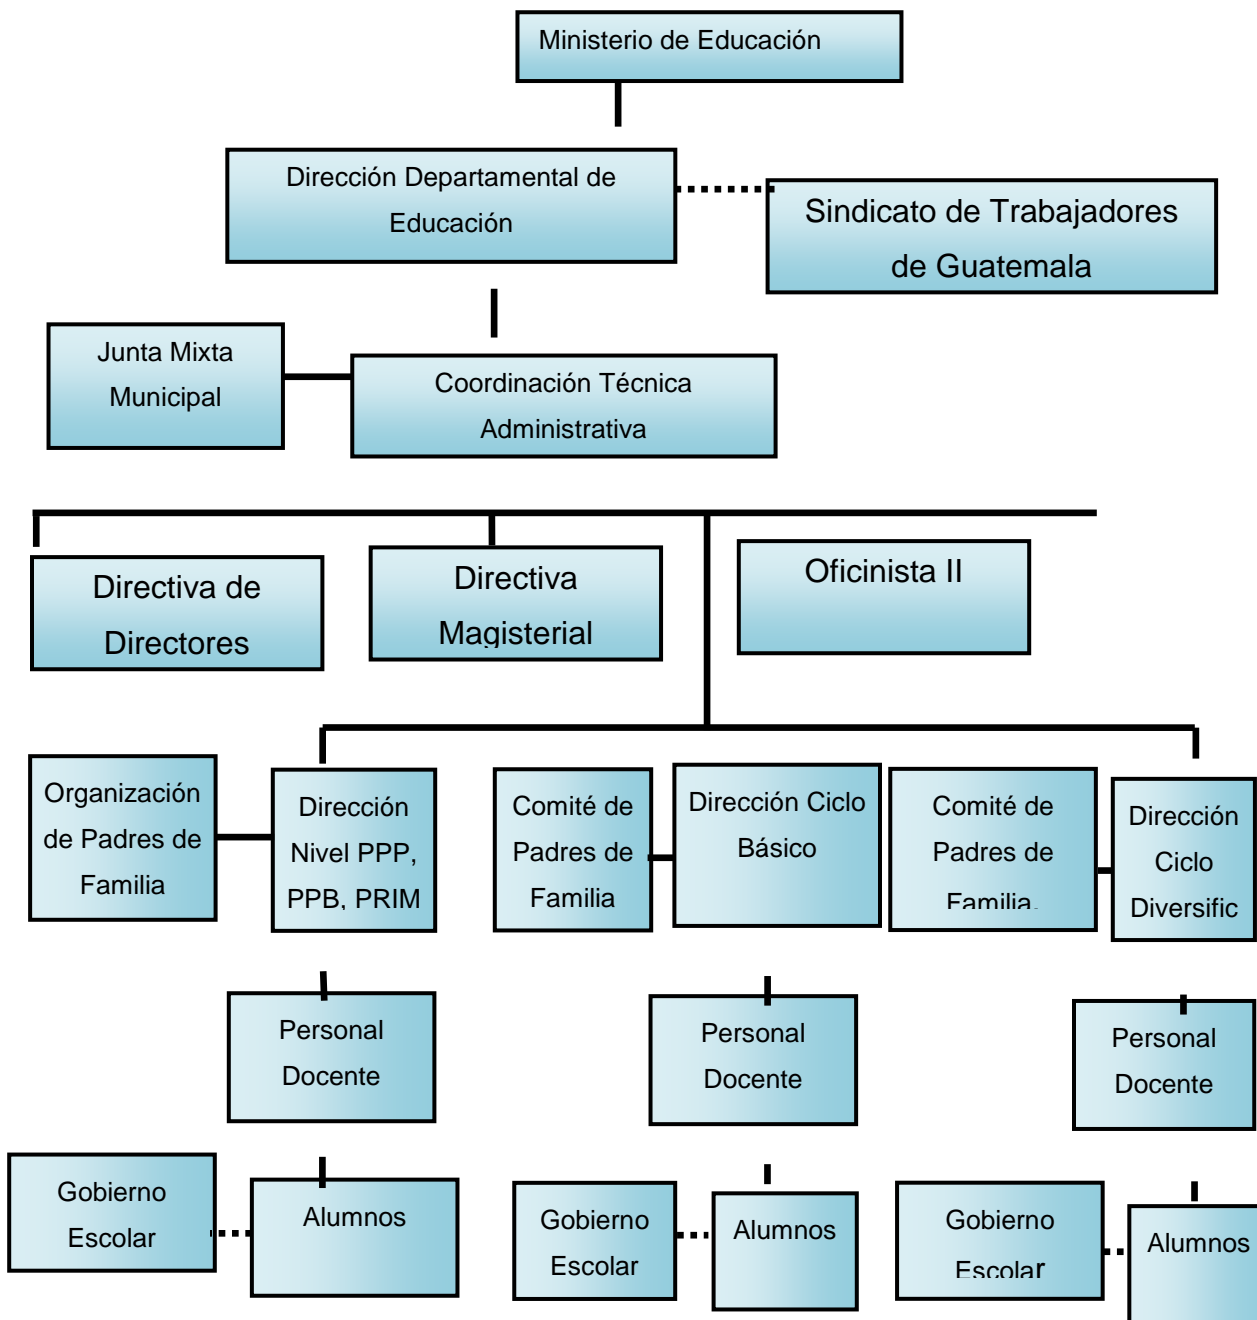 Ministerio de Educación
Dirección Departamental de
Educación
Sindicato de Trabajadores
de Guatemala
Junta Mixta
Municipal
Coordinación Técnica
Administrativa
Directiva de
Directores
Directiva
Magisterial
Oficinista II
Organización
de Padres de
Familia
Dirección
Nivel PPP,
PPB, PRIM
Comité de
Padres de
Familia
Dirección Ciclo
Básico
Comité de
Padres de
Familia.
Dirección
Ciclo
Diversific
Personal
Docente
Personal
Docente
Personal
Docente
Gobierno
Escolar
Alumnos
Gobierno
Escolar
Alumnos
Gobierno
Escolar
Alumnos